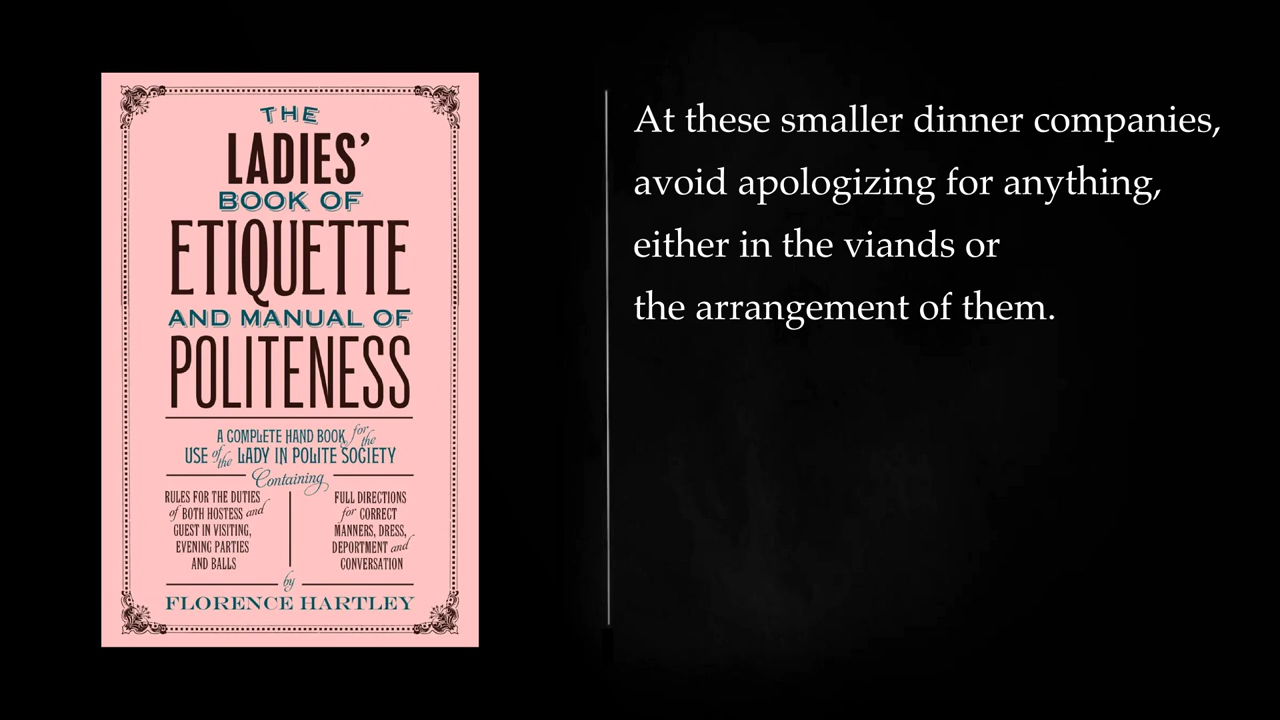 THE
LADIES'
BOOK OF
ETIQUETTE
AND MANUAL OF
POLITENESS
A COMPLETE HAND BOOK for the
USE of the LADY IN POLITE SOCIETY
Containing
RULES FOR THE DUTIES
of BOTH HOSTESS and
GUEST IN VISITING,
EVENING PARTIES
AND BALLS
FULL DIRECTIONS
for CORRECT
MANNERS, DRESS,
DEPORTMENT and
CONVERSATION
by
FLORENCE HARTLEY
At these smaller dinner companies,
avoid apologizing for anything,
either in the viands or
the arrangement of them.